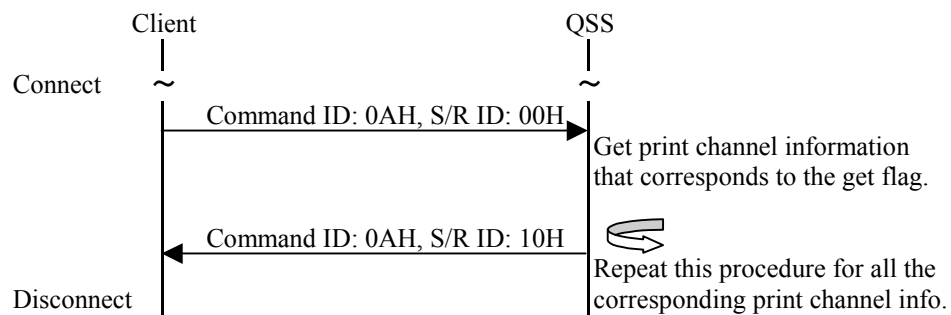 Client QSS
Connect ~ ~
Command ID: 0AH, S/R ID: 00H
Get print channel information
that corresponds to the get flag.
Command ID: 0AH, S/R ID: 10H
Repeat this procedure for all the
Disconnect corresponding print channel info.